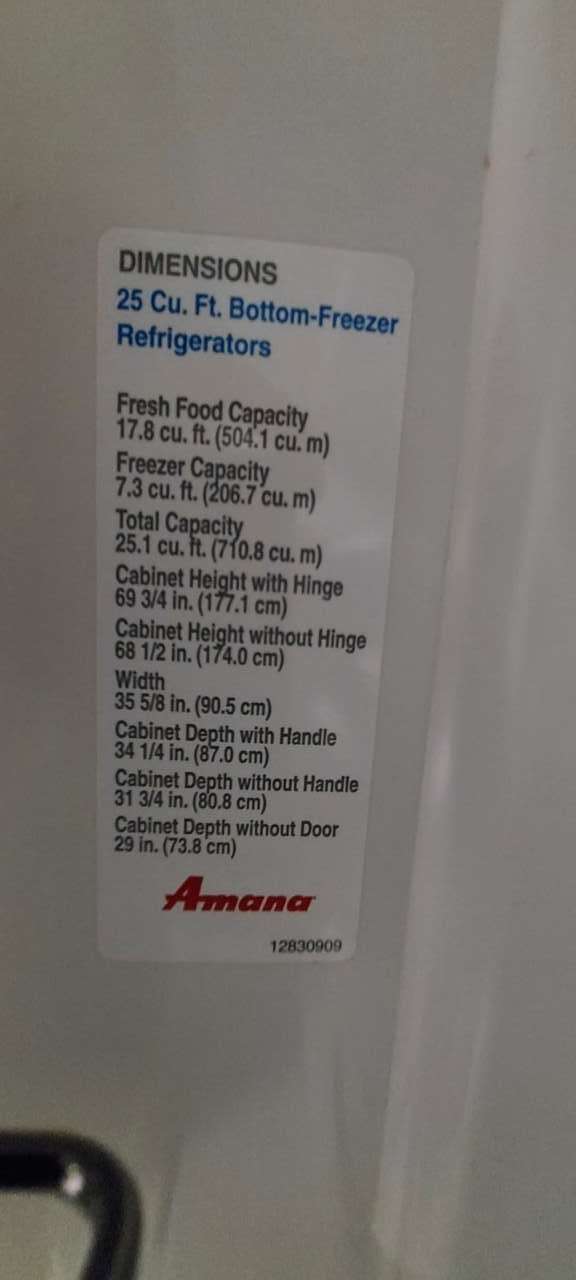 DIMENSIONS
25 Cu. Ft. Bottom-Freezer
Refrigerators
Fresh Food Capacity
17.8 cu. ft. (504.1 cu. m)
Freezer Capacity
7.3 cu. ft. (206.7 cu. m)
Total Capacity
25.1 cu. ft. (710.8 cu. m)
Cabinet Height with Hinge
69 3/4 in. (177.1 cm)
Cabinet Height without Hinge
68 1/2 in. (174.0 cm)
Width
35 5/8 in. (90.5 cm)
Cabinet Depth with Handle
34 1/4 in. (87.0 cm)
Cabinet Depth without Handle
31 3/4 in. (80.8 cm)
Cabinet Depth without Door
29 in. (73.8 cm)
Amana
12830909